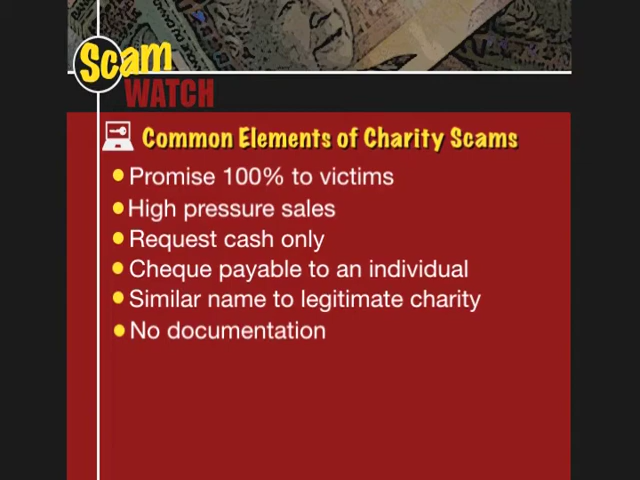 Scam
WATCH
Common Elements of Charity Scams
Promise 100% to victims
High pressure sales
Request cash only
Cheque payable to an individual
Similar name to legitimate charity
No documentation